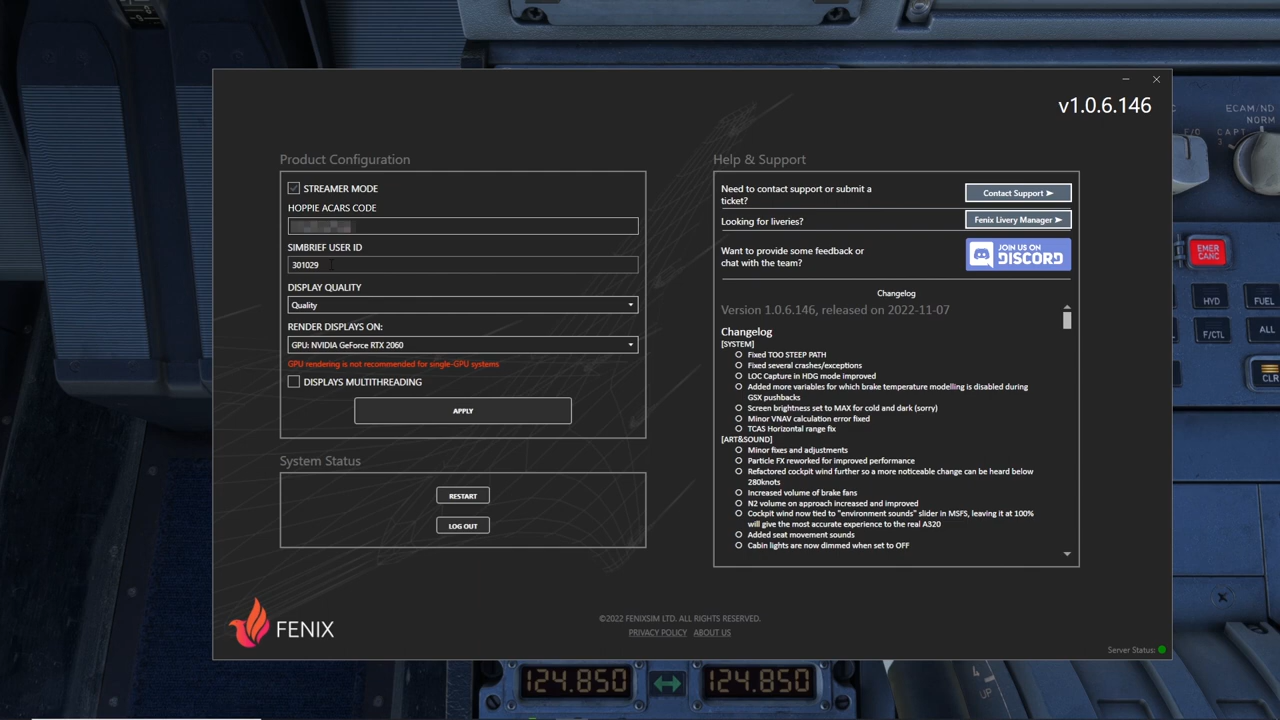 v1.0.6.146
Product Configuration
STREAMER MODE
HOPPIE ACARS CODE
SIMBRIEF USER ID
301029
DISPLAY QUALITY
Quality
RENDER DISPLAYS ON:
GPU: NVIDIA GeForce RTX 2060
GPU rendering is not recommended for single-GPU systems
DISPLAYS MULTITHREADING
APPLY
System Status
RESTART
LOG OUT
Help & Support
Need to contact support or submit a
ticket?
Contact Support
Looking for liveries?
Fenix Livery Manager
Want to provide some feedback or
chat with the team?
JOIN US ON
DISCORD
Changelog
Version 1.0.6.146, released on 2022-11-07
Changelog
[SYSTEM]
Fixed TOO STEEP PATH
Fixed several crashes/exceptions
LOC Capture in HDG mode improved
Added more variables for which brake temperature modelling is disabled during
GSX pushbacks
Screen brightness set to MAX for cold and dark (sorry)
Minor VNAV calculation error fixed
TCAS Horizontal range fix
[ART&SOUND]
Minor fixes and adjustments
Particle FX reworked for improved performance
Refactored cockpit wind further so a more noticeable change can be heard below
280knots
Increased volume of brake fans
N2 volume on approach increased and improved
Cockpit wind now tied to "environment sounds" slider in MSFS, leaving it at 100%
will give the most accurate experience to the real A320
Added seat movement sounds
Cabin lights are now dimmed when set to OFF
FENIX
©2022 FENIXSIM LTD. ALL RIGHTS RESERVED.
PRIVACY POLICY ABOUT US
Server Status:
ECAM/ND
NORM
F/O CAPT
3
EMER
CANC
HYD FUEL
F/CTL ALL
CLR
124.850 124.850
4
UP